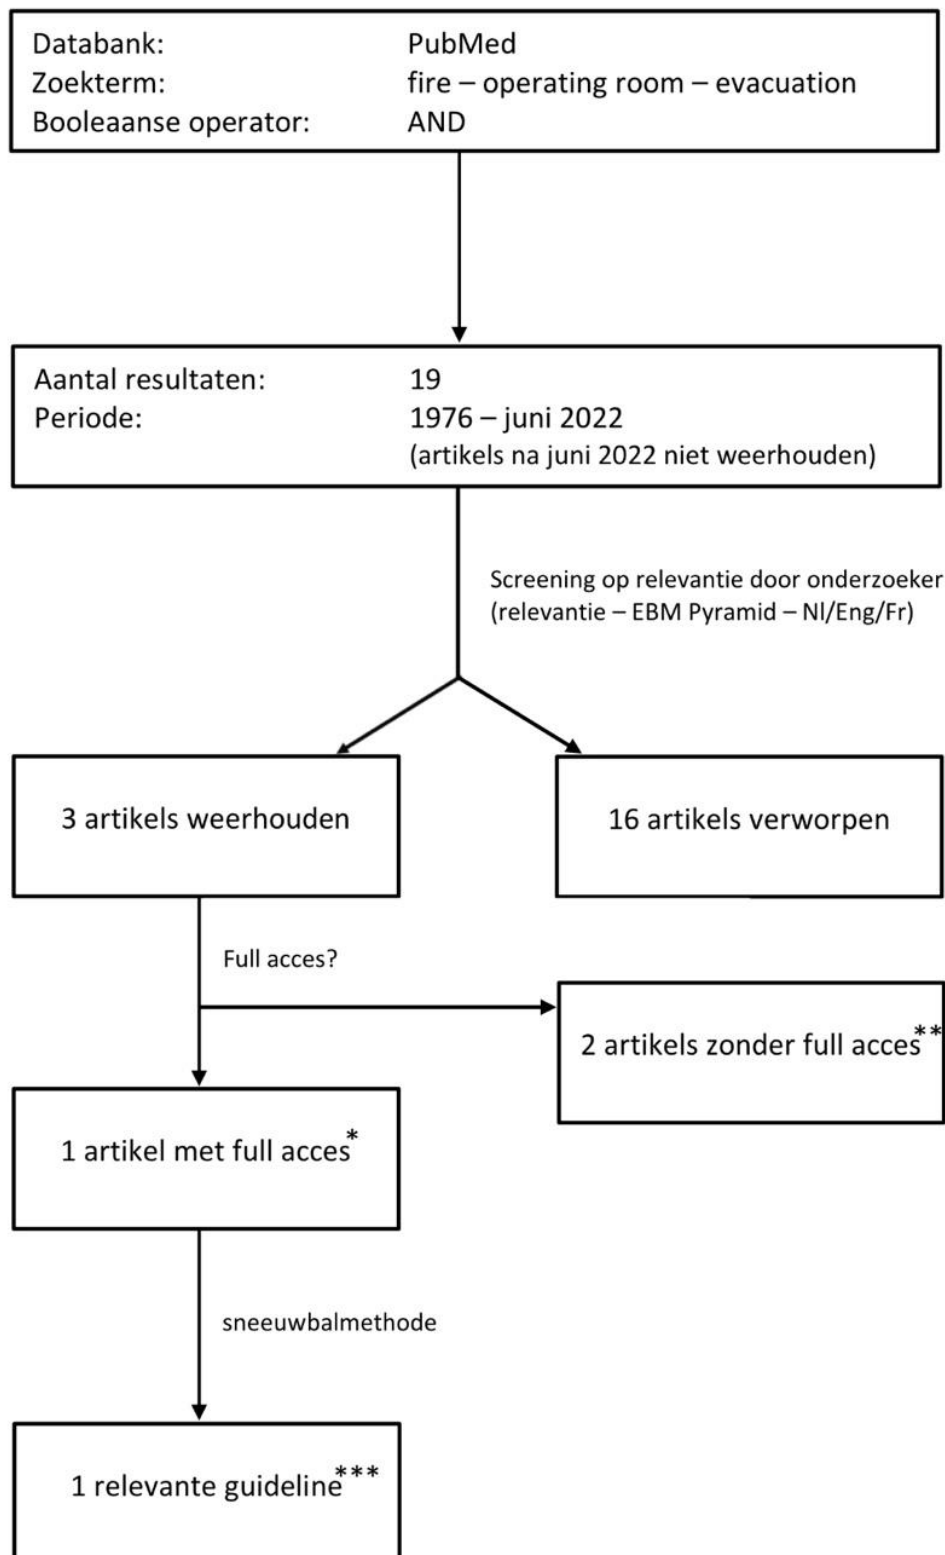 Databank: PubMed
Zoekterm: fire – operating room – evacuation
Booleaanse operator: AND
Aantal resultaten: 19
Periode: 1976 – juni 2022
(artikels na juni 2022 niet weerhouden)
Screening op relevantie door onderzoeker
(relevantie – EBM Pyramid – Nl/Eng/Fr)
3 artikels weerhouden
16 artikels verworpen
Full acces?
2 artikels zonder full acces**
1 artikel met full acces*
sneeuwbalmethode
1 relevante guideline***